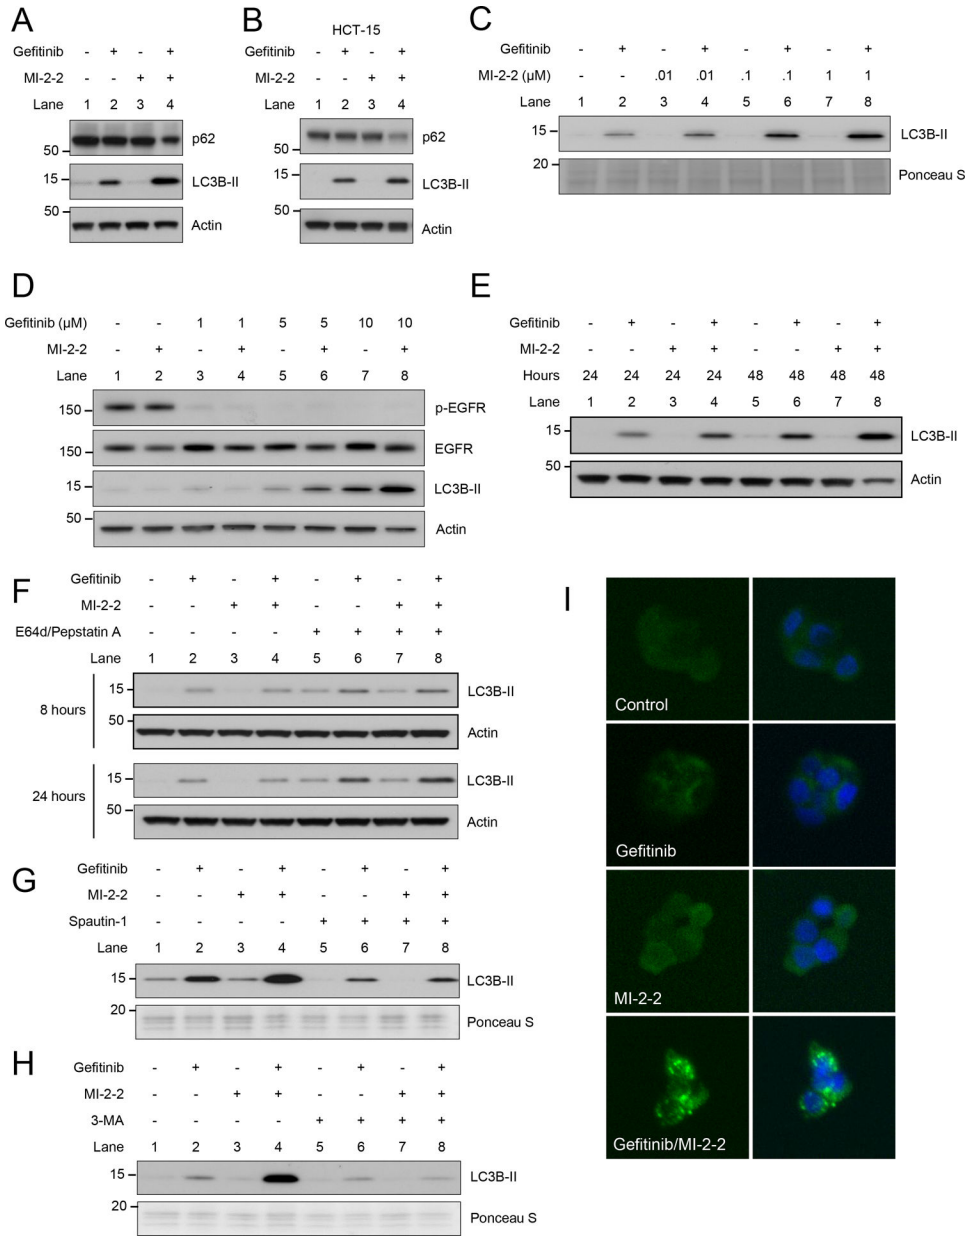 A
Gefitinib - + - +
MI-2-2 - - + +
Lane 1 2 3 4
p62
50
15
LC3B-II
50
Actin
B
HCT-15
Gefitinib - + - +
MI-2-2 - - + +
Lane 1 2 3 4
p62
50
15
LC3B-II
50
Actin
C
Gefitinib - + - + - + - +
MI-2-2 (µM) - - .01 .01 .1 .1 1 1
Lane 1 2 3 4 5 6 7 8
15
LC3B-II
20
Ponceau S
D
Gefitinib (µM) - - 1 1 5 5 10 10
MI-2-2 - + - + - + - +
Lane 1 2 3 4 5 6 7 8
150
p-EGFR
150
EGFR
15
LC3B-II
50
Actin
E
Gefitinib - + - + - + - +
MI-2-2 - - + + - - + +
Hours 24 24 24 24 48 48 48 48
Lane 1 2 3 4 5 6 7 8
15
LC3B-II
50
Actin
F
Gefitinib - + - + - + - +
MI-2-2 - - + + - - + +
E64d/Pepstatin A - - - - + + + +
Lane 1 2 3 4 5 6 7 8
8 hours
15
LC3B-II
50
Actin
24 hours
15
LC3B-II
50
Actin
G
Gefitinib - + - + - + - +
MI-2-2 - - + + - - + +
Spautin-1 - - - - + + + +
Lane 1 2 3 4 5 6 7 8
15
LC3B-II
20
Ponceau S
H
Gefitinib - + - + - + - +
MI-2-2 - - + + - - + +
3-MA - - - - + + + +
Lane 1 2 3 4 5 6 7 8
15
LC3B-II
20
Ponceau S
I
Control
Gefitinib
MI-2-2
Gefitinib/MI-2-2